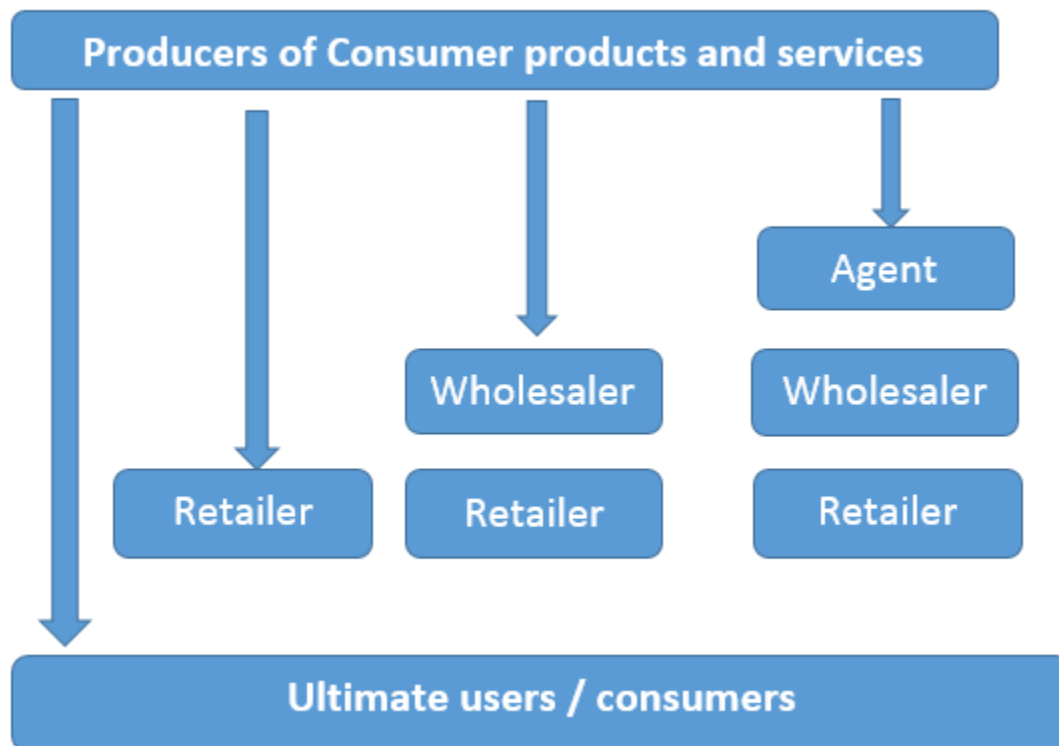 Producers of Consumer products and services
Agent
Wholesaler
Wholesaler
Retailer
Retailer
Retailer
Ultimate users / consumers